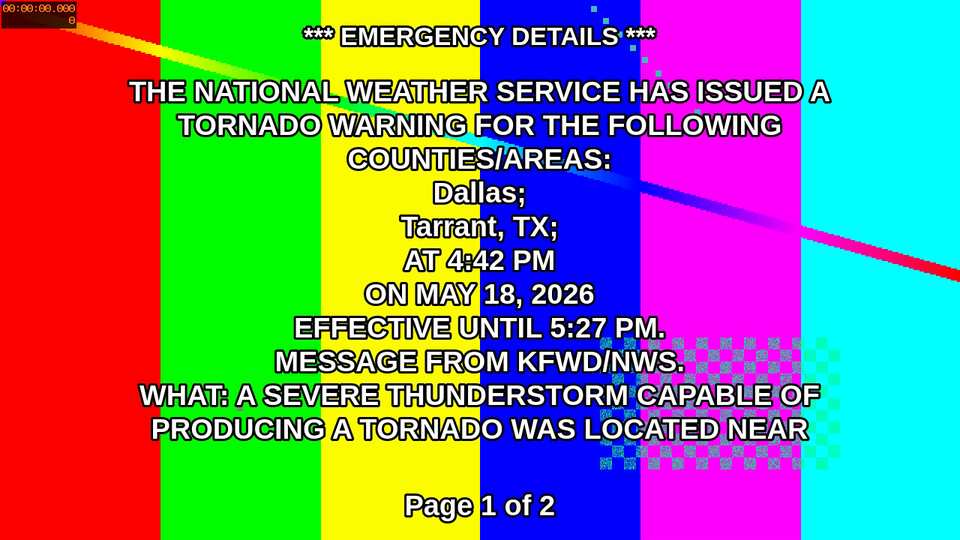 00:00:00.000
0
*** EMERGENCY DETAILS ***
THE NATIONAL WEATHER SERVICE HAS ISSUED A
TORNADO WARNING FOR THE FOLLOWING
COUNTIES/AREAS:
Dallas;
Tarrant, TX;
AT 4:42 PM
ON MAY 18, 2026
EFFECTIVE UNTIL 5:27 PM.
MESSAGE FROM KFWD/NWS.
WHAT: A SEVERE THUNDERSTORM CAPABLE OF
PRODUCING A TORNADO WAS LOCATED NEAR
Page 1 of 2